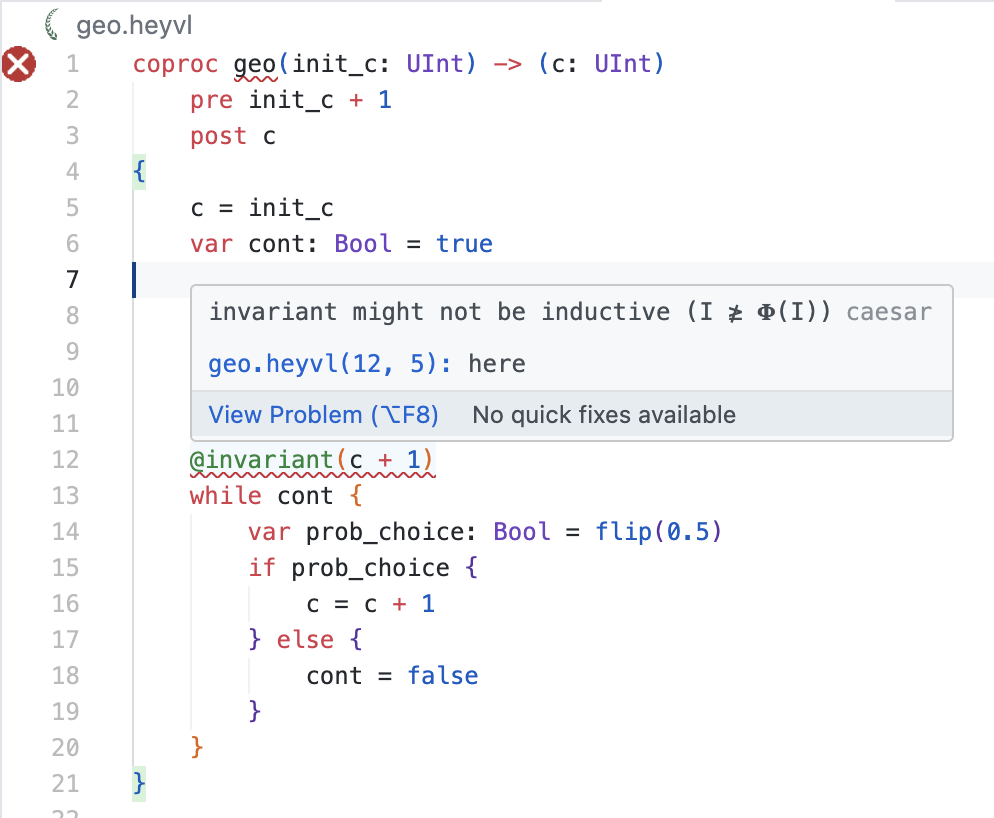 geo.heyvl
1 coproc geo(init_c: UInt) -> (c: UInt)
2 pre init_c + 1
3 post c
4 {
5 c = init_c
6 var cont: Bool = true
7
8 invariant might not be inductive (I ≱ Φ(I)) caesar
9 geo.heyvl(12, 5): here
10
11 View Problem (⌥F8) No quick fixes available
12 @invariant(c + 1)
13 while cont {
14 var prob_choice: Bool = flip(0.5)
15 if prob_choice {
16 c = c + 1
17 } else {
18 cont = false
19 }
20 }
21 }
22